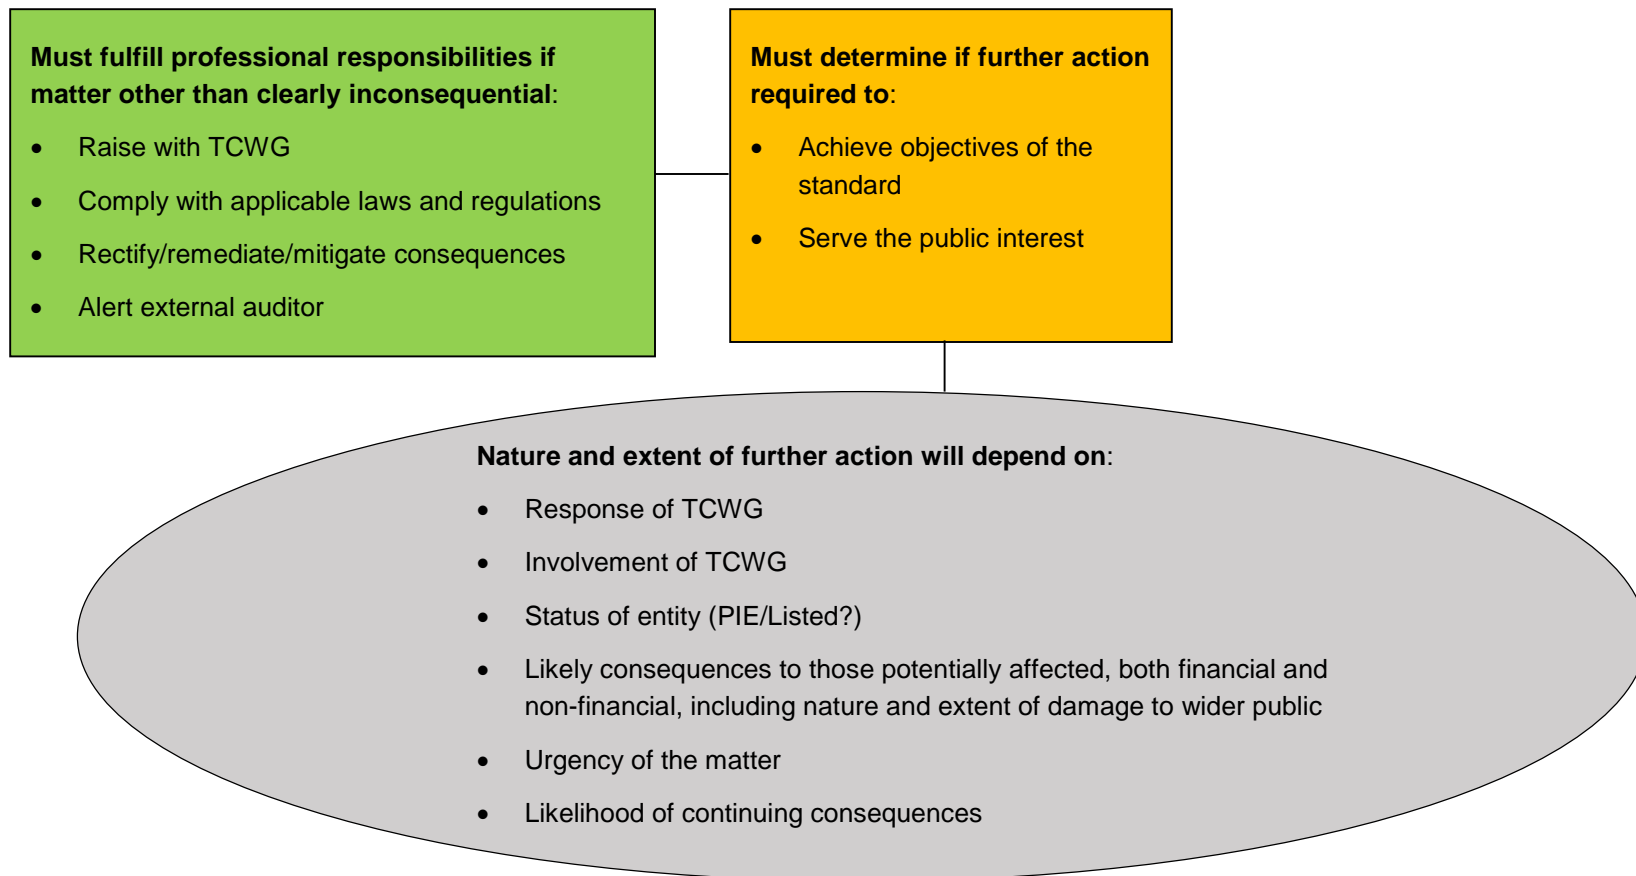 Must fulfill professional responsibilities if
matter other than clearly inconsequential:
• Raise with TCWG
• Comply with applicable laws and regulations
• Rectify/remediate/mitigate consequences
• Alert external auditor
Must determine if further action
required to:
• Achieve objectives of the
standard
• Serve the public interest
Nature and extent of further action will depend on:
• Response of TCWG
• Involvement of TCWG
• Status of entity (PIE/Listed?)
• Likely consequences to those potentially affected, both financial and
non-financial, including nature and extent of damage to wider public
• Urgency of the matter
• Likelihood of continuing consequences